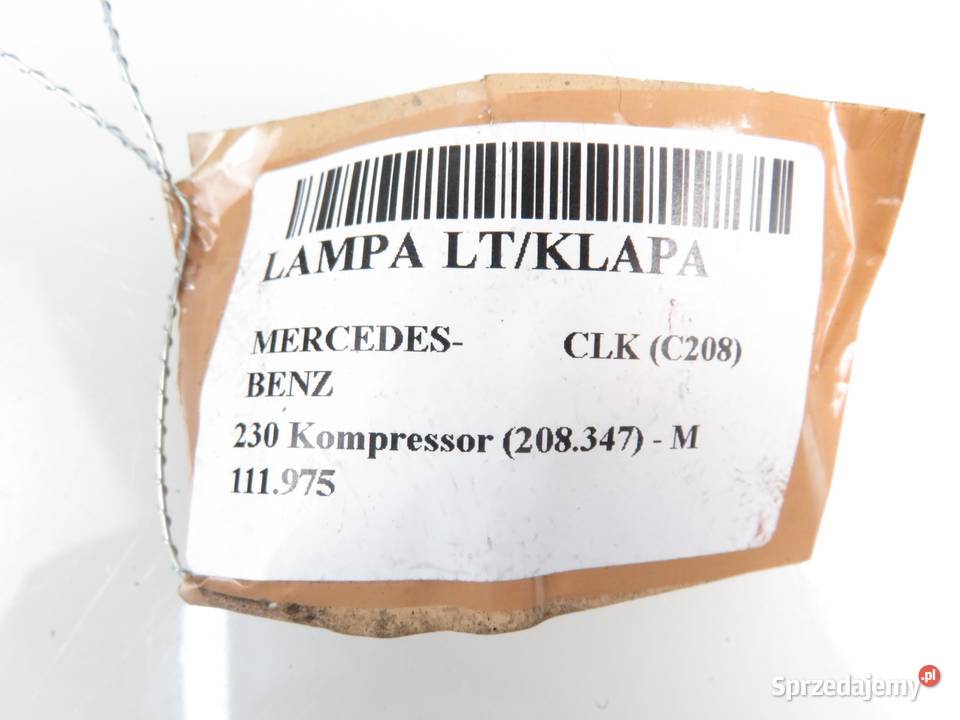 LAMPA LT/KLAPA
MERCEDES- CLK (C208)
BENZ
230 Kompressor (208.347) - M
111.975
Sprzedajemy.pl